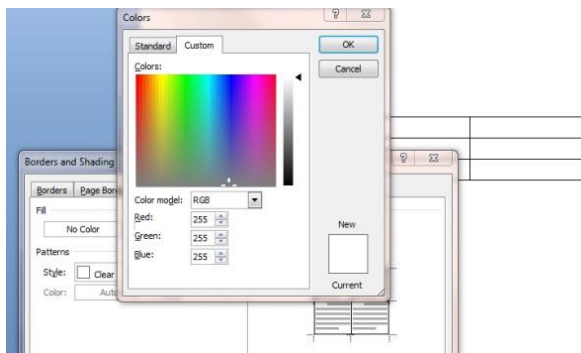 Colors
Standard Custom
OK
Cancel
Colors:
Color model: RGB
Red: 255
Green: 255
Blue: 255
New
Current
Borders and Shading
Borders Page Bor
Fill
No Color
Patterns
Style: Clear
Color: Auto